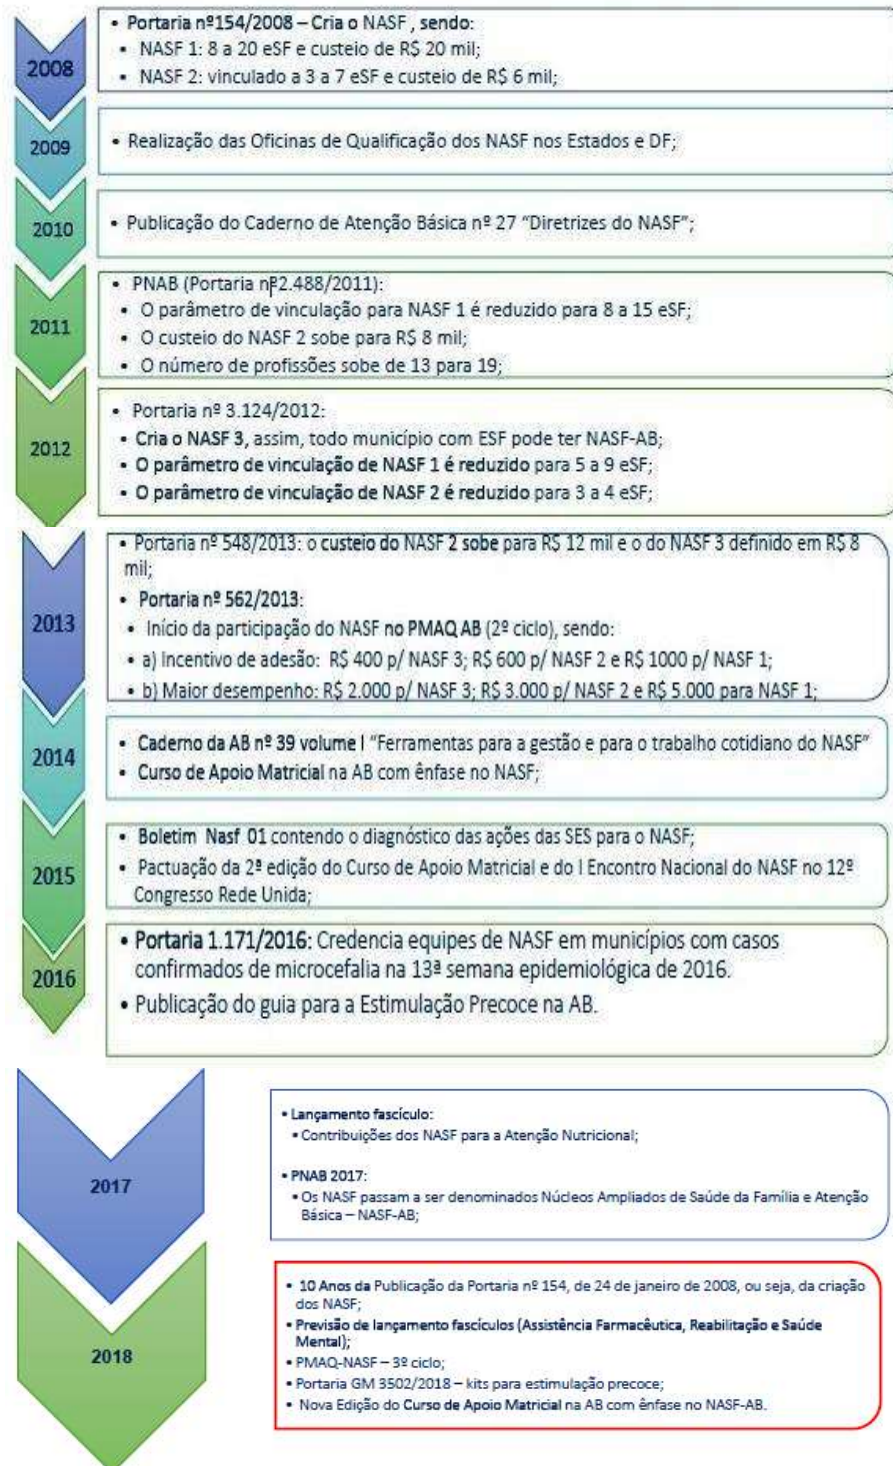 2008
• Portaria nº154/2008 – Cria o NASF , sendo:
• NASF 1: 8 a 20 eSF e custeio de R$ 20 mil;
• NASF 2: vinculado a 3 a 7 eSF e custeio de R$ 6 mil;
2009
• Realização das Oficinas de Qualificação dos NASF nos Estados e DF;
2010
• Publicação do Caderno de Atenção Básica nº 27 “Diretrizes do NASF”;
2011
• PNAB (Portaria nº2.488/2011):
• O parâmetro de vinculação para NASF 1 é reduzido para 8 a 15 eSF;
• O custeio do NASF 2 sobe para R$ 8 mil;
• O número de profissões sobe de 13 para 19;
2012
• Portaria nº 3.124/2012:
• Cria o NASF 3, assim, todo município com ESF pode ter NASF-AB;
• O parâmetro de vinculação de NASF 1 é reduzido para 5 a 9 eSF;
• O parâmetro de vinculação de NASF 2 é reduzido para 3 a 4 eSF;
2013
• Portaria nº 548/2013: o custeio do NASF 2 sobe para R$ 12 mil e o do NASF 3 definido em R$ 8
mil;
• Portaria nº 562/2013:
• Início da participação do NASF no PMAQ AB (2º ciclo), sendo:
• a) Incentivo de adesão: R$ 400 p/ NASF 3; R$ 600 p/ NASF 2 e R$ 1000 p/ NASF 1;
• b) Maior desempenho: R$ 2.000 p/ NASF 3; R$ 3.000 p/ NASF 2 e R$ 5.000 para NASF 1;
2014
• Caderno da AB nº 39 volume I “Ferramentas para a gestão e para o trabalho cotidiano do NASF”
• Curso de Apoio Matricial na AB com ênfase no NASF;
2015
• Boletim Nasf 01 contendo o diagnóstico das ações das SES para o NASF;
• Pactuação da 2ª edição do Curso de Apoio Matricial e do I Encontro Nacional do NASF no 12º
Congresso Rede Unida;
2016
• Portaria 1.171/2016: Credencia equipes de NASF em municípios com casos
confirmados de microcefalia na 13ª semana epidemiológica de 2016.
• Publicação do guia para a Estimulação Precoce na AB.
2017
• Lançamento fascículo:
• Contribuições dos NASF para a Atenção Nutricional;
• PNAB 2017:
• Os NASF passam a ser denominados Núcleos Ampliados de Saúde da Família e Atenção
Básica – NASF-AB;
2018
• 10 Anos da Publicação da Portaria nº 154, de 24 de janeiro de 2008, ou seja, da criação
dos NASF;
• Previsão de lançamento fascículos (Assistência Farmacêutica, Reabilitação e Saúde
Mental);
• PMAQ-NASF – 3º ciclo;
• Portaria GM 3502/2018 – kits para estimulação precoce;
• Nova Edição do Curso de Apoio Matricial na AB com ênfase no NASF-AB.